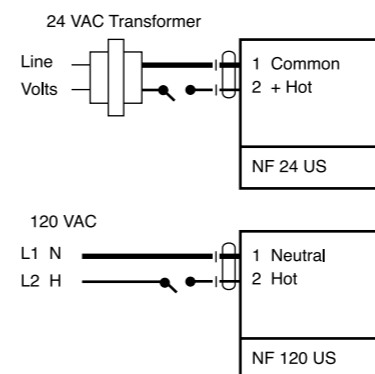 24 VAC Transformer
Line
Volts
1 Common
2 + Hot
NF 24 US
120 VAC
L1 N
L2 H
1 Neutral
2 Hot
NF 120 US